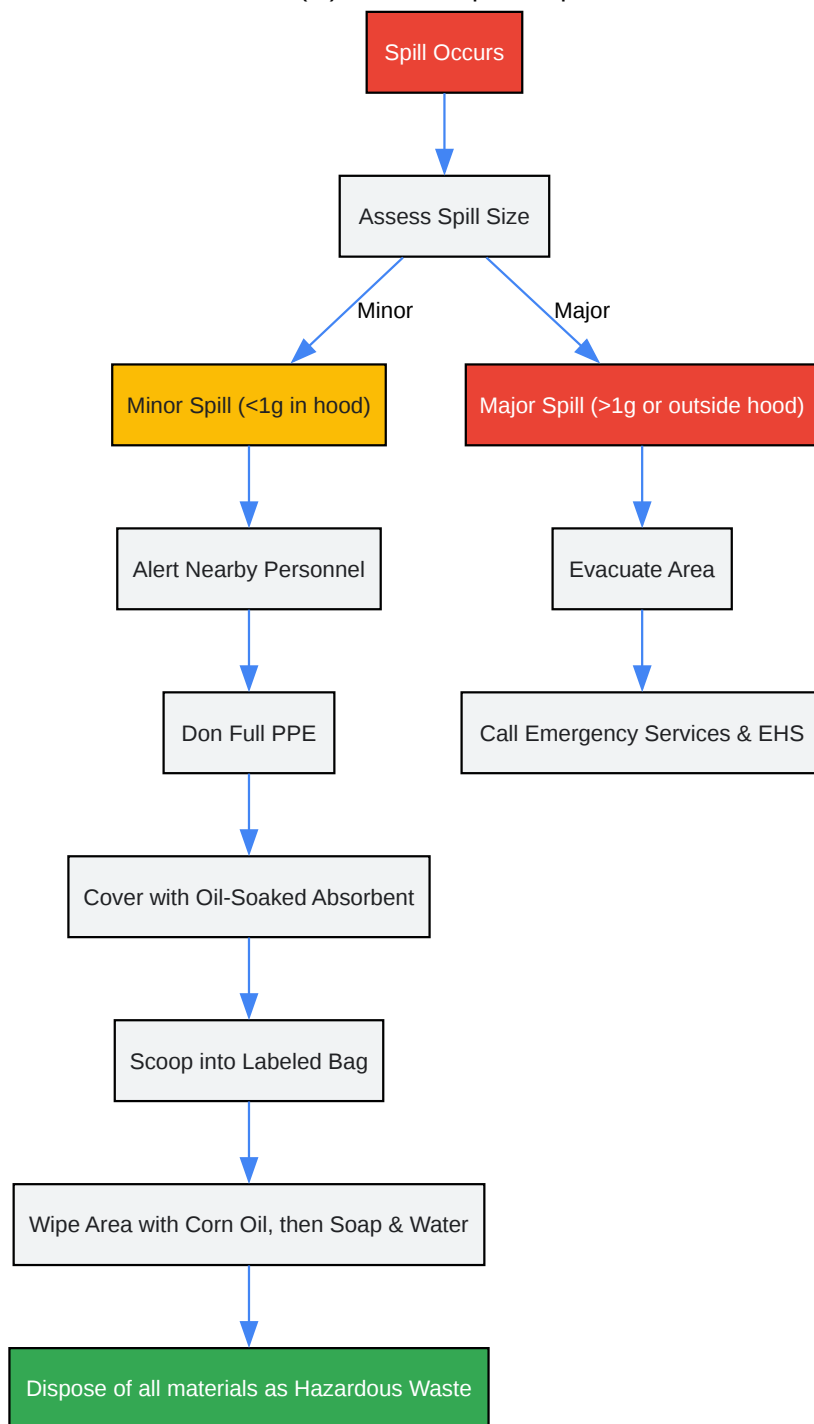 Spill Occurs
Assess Spill Size
Minor
Major
Minor Spill (<1g in hood)
Major Spill (>1g or outside hood)
Alert Nearby Personnel
Evacuate Area
Don Full PPE
Call Emergency Services & EHS
Cover with Oil-Soaked Absorbent
Scoop into Labeled Bag
Wipe Area with Corn Oil, then Soap & Water
Dispose of all materials as Hazardous Waste